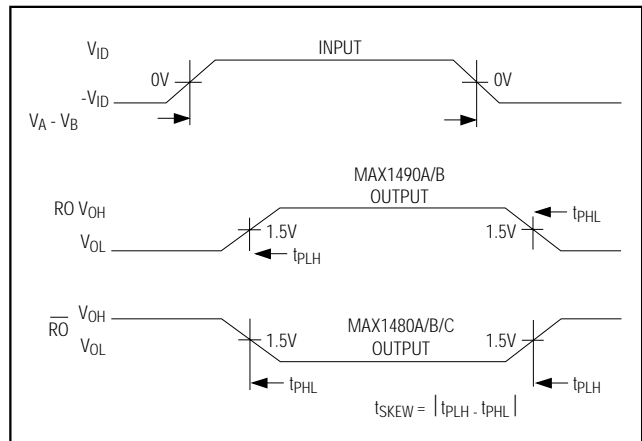 V_ID INPUT
0V 0V
-V_ID
V_A - V_B
MAX1490A/B
OUTPUT
RO V_OH t_PHL
1.5V 1.5V
V_OL t_PLH
R̅O̅ V_OH MAX1480A/B/C
1.5V OUTPUT 1.5V
V_OL
t_PHL t_PLH
t_SKEW = | t_PLH - t_PHL |